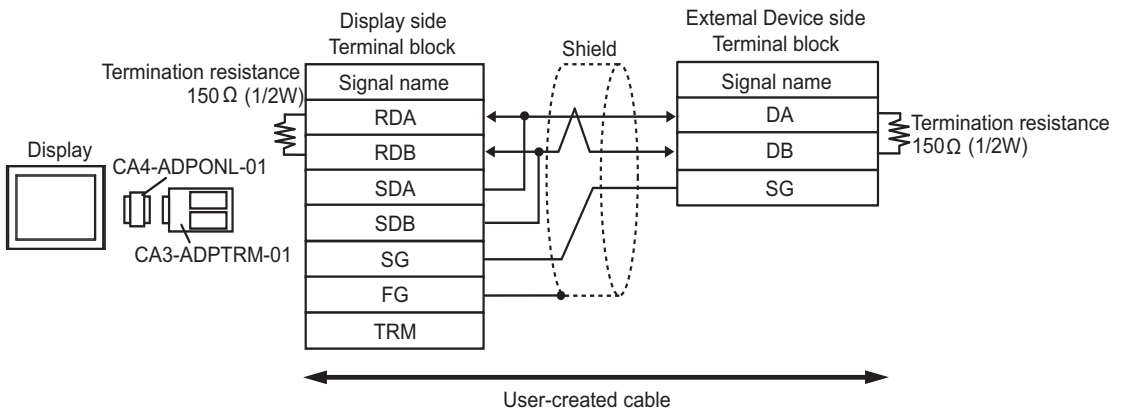 Display side
Terminal block
External Device side
Terminal block
Shield
Termination resistance
150Ω (1/2W)
Signal name
RDA
RDB
SDA
SDB
SG
FG
TRM
Signal name
DA
DB
SG
Termination resistance
150Ω (1/2W)
Display
CA4-ADPONL-01
CA3-ADPTRM-01
User-created cable